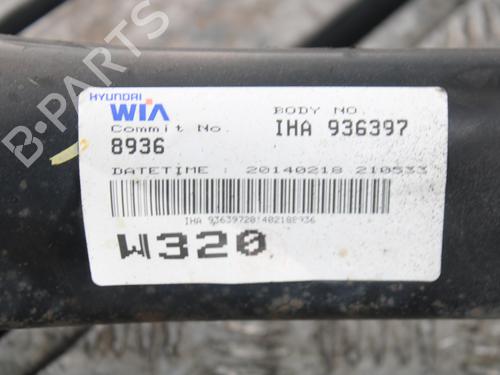 HYUNDAI
WIA
BODY NO.
Commit No.
IHA 936397
8936
DATETIME : 20140218 210533
IHA 936397201402188936
W320
B-PARTS